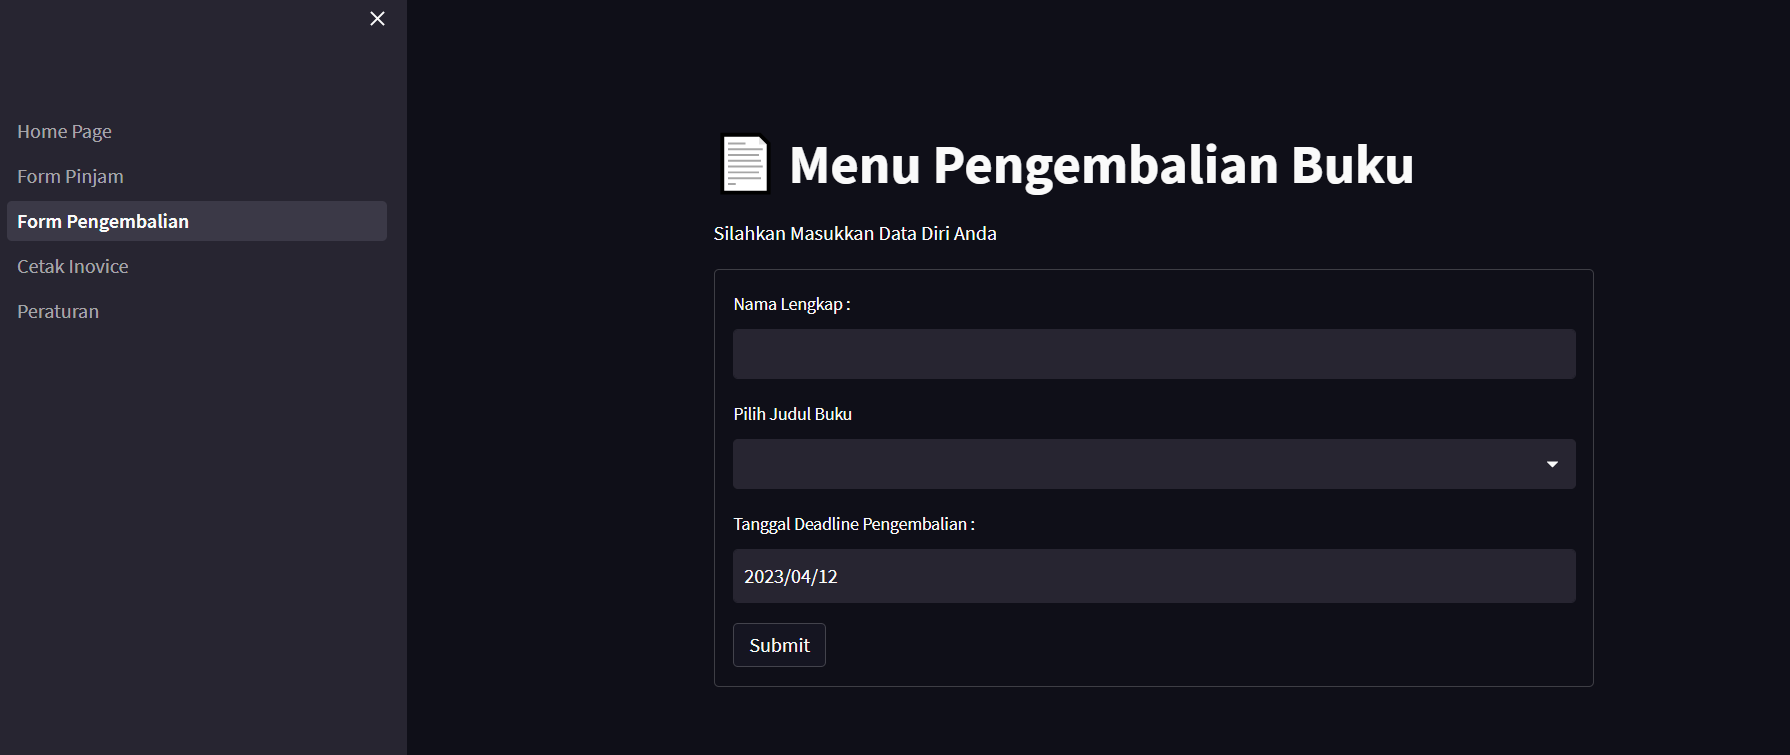 Home Page
Form Pinjam
Form Pengembalian
Cetak Inovice
Peraturan
Menu Pengembalian Buku
Silahkan Masukkan Data Diri Anda
Nama Lengkap :
Pilih Judul Buku
Tanggal Deadline Pengembalian :
2023/04/12
Submit